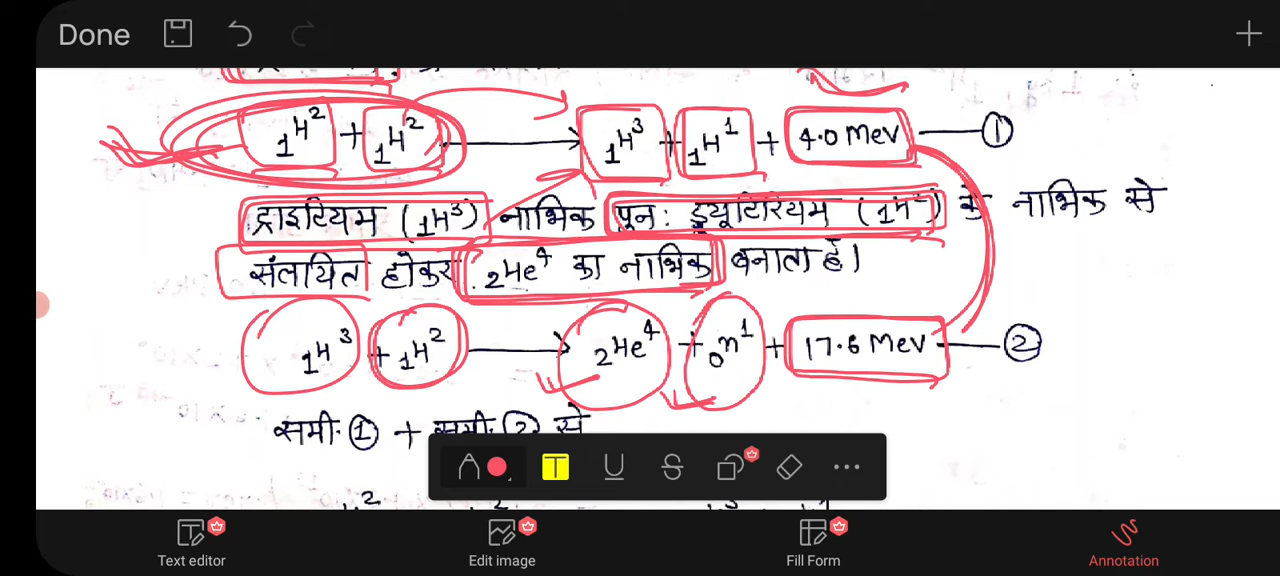 Done
₁H² + ₁H² → ₁H³ + ₁H¹ + 4.0 Mev — ①
ट्राइटियम (₁H³) नाभिक पुनः ड्यूटिरियम (₁H²) के नाभिक से
संलायित होकर ₂He⁴ का नाभिक बनाता है।
₁H³ + ₁H² → ₂He⁴ + ₀n¹ + 17.6 Mev — ②
समी. ① + समी. ② से
T U S
Text editor Edit image Fill Form Annotation